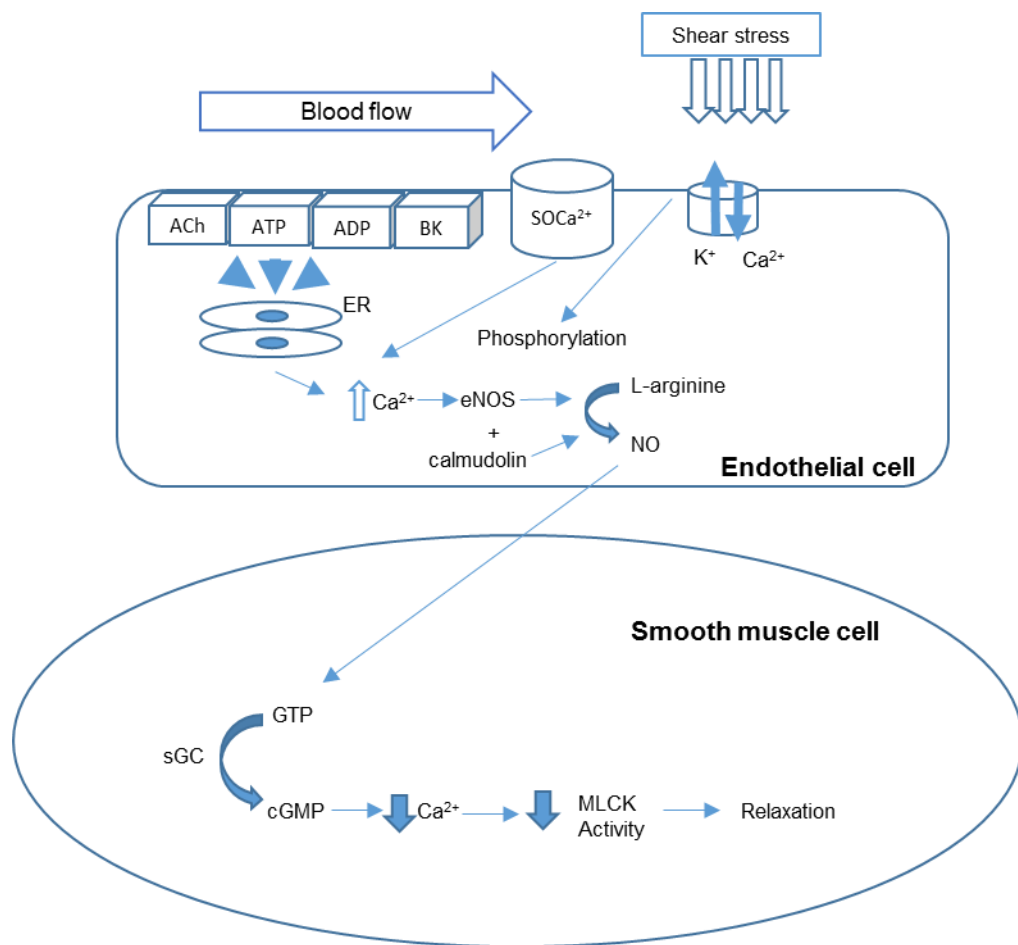 Shear stress
Blood flow
ACh
ATP
ADP
BK
SOCa²⁺
K⁺
Ca²⁺
ER
Phosphorylation
Ca²⁺
eNOS
L-arginine
+
calmudolin
NO
Endothelial cell
Smooth muscle cell
GTP
sGC
cGMP
Ca²⁺
MLCK
Activity
Relaxation